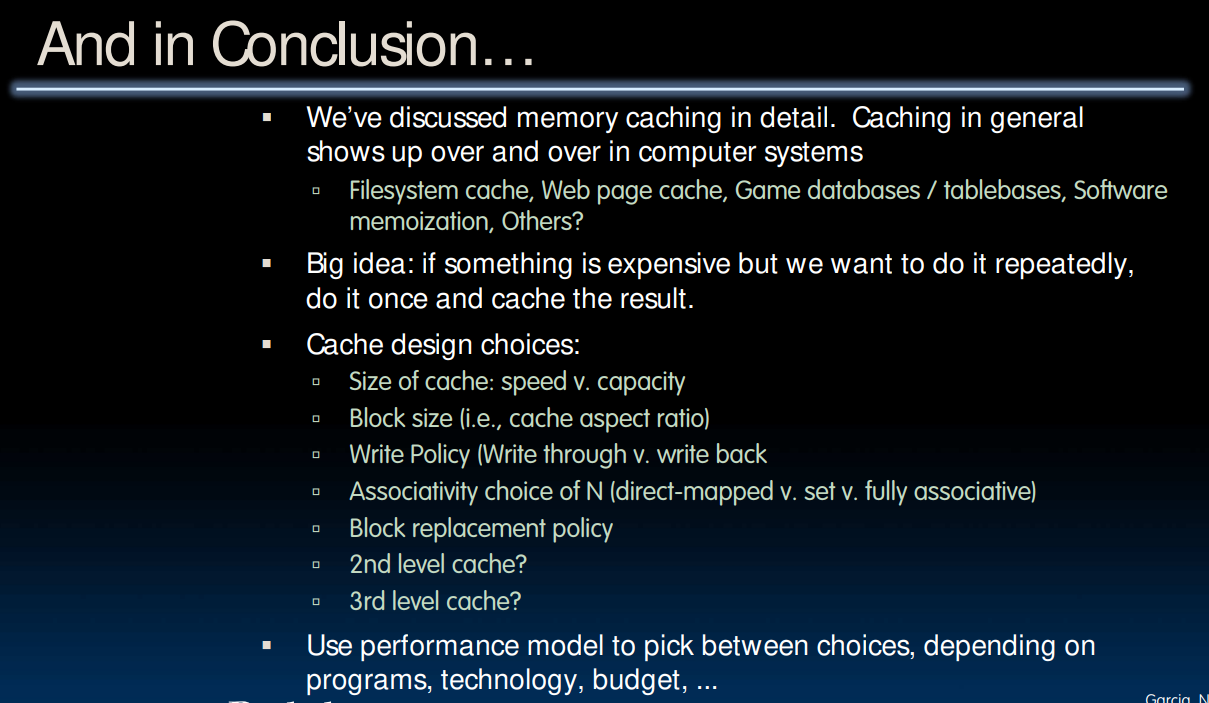 And in Conclusion…
▪ We’ve discussed memory caching in detail.  Caching in general
shows up over and over in computer systems
▫ Filesystem cache, Web page cache, Game databases / tablebases, Software
memoization, Others?
▪ Big idea: if something is expensive but we want to do it repeatedly,
do it once and cache the result.
▪ Cache design choices:
▫ Size of cache: speed v. capacity
▫ Block size (i.e., cache aspect ratio)
▫ Write Policy (Write through v. write back
▫ Associativity choice of N (direct-mapped v. set v. fully associative)
▫ Block replacement policy
▫ 2nd level cache?
▫ 3rd level cache?
▪ Use performance model to pick between choices, depending on
programs, technology, budget, ...
Garcia, N